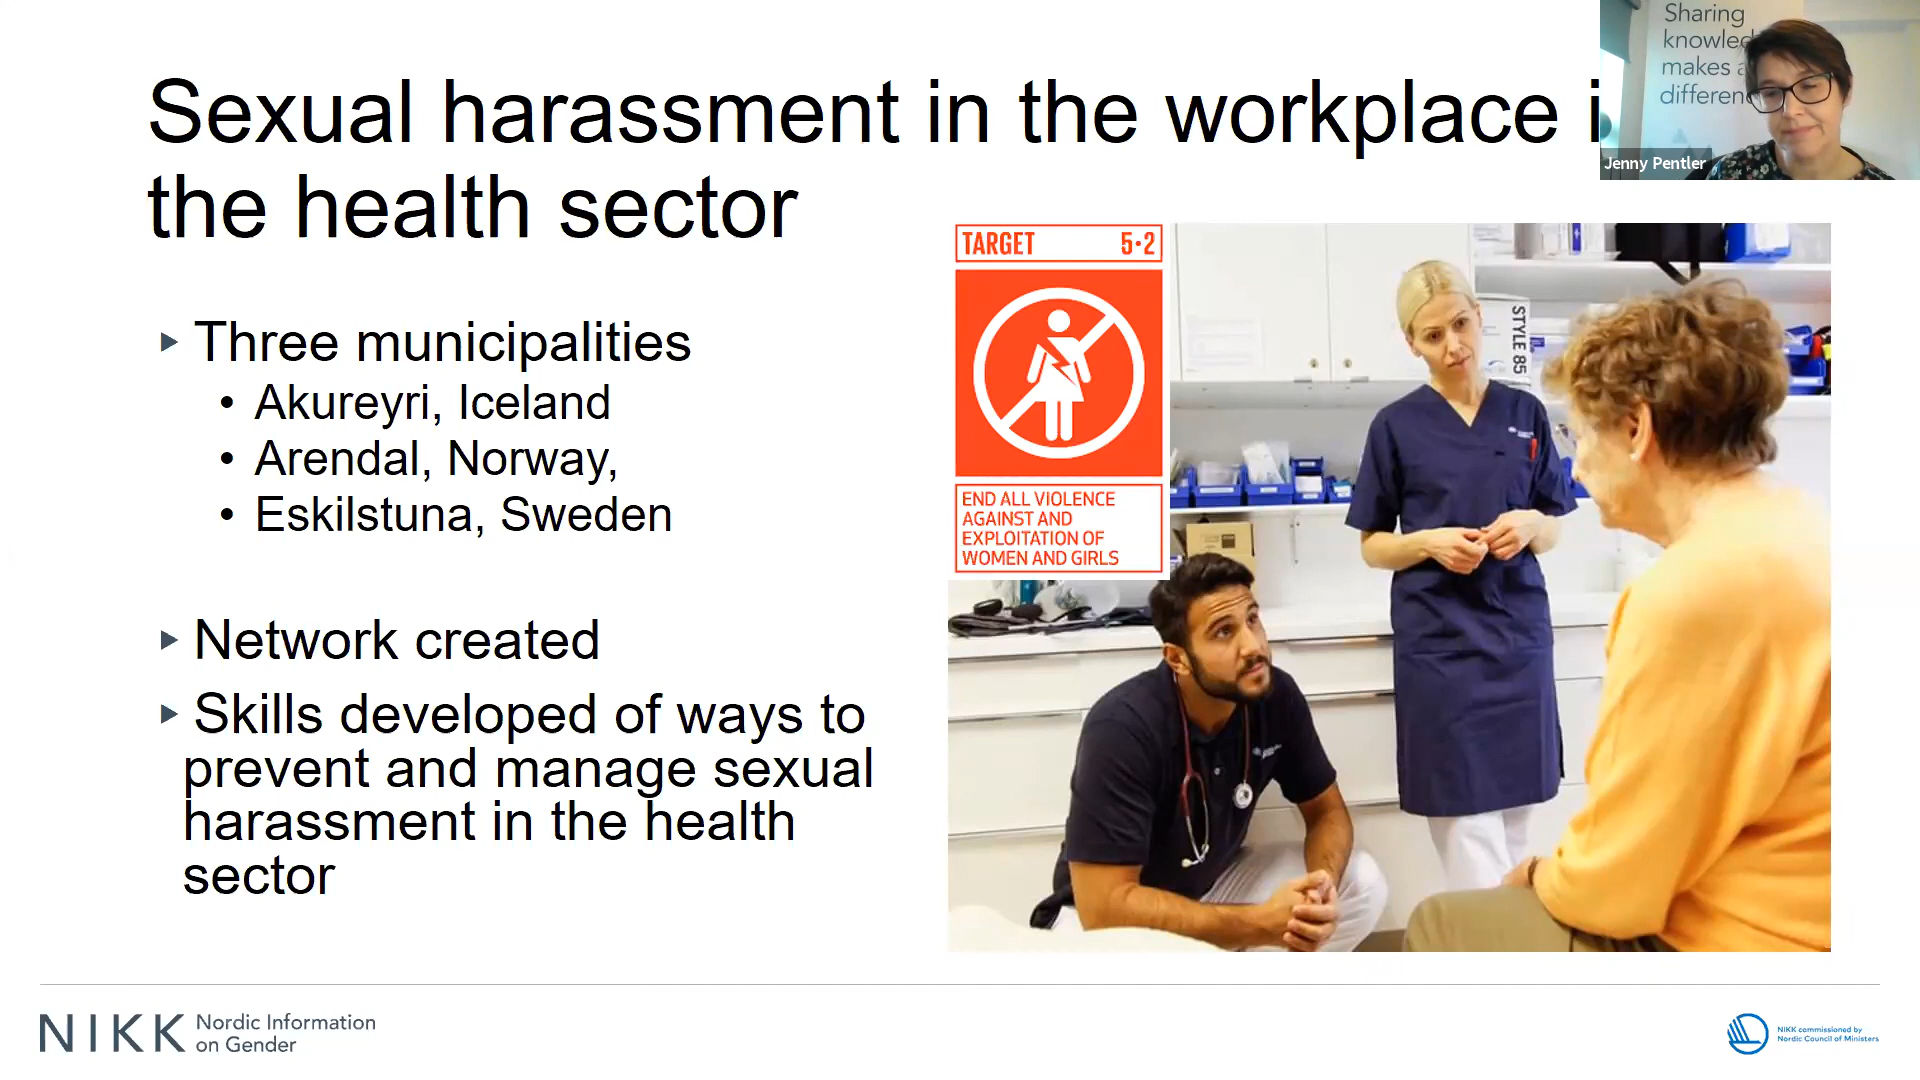 Sexual harassment in the workplace i
the health sector
Sharing
knowled
makes a
differenc
Jenny Pentler
Three municipalities
• Akureyri, Iceland
• Arendal, Norway,
• Eskilstuna, Sweden
Network created
Skills developed of ways to
prevent and manage sexual
harassment in the health
sector
TARGET 5·2
END ALL VIOLENCE
AGAINST AND
EXPLOITATION OF
WOMEN AND GIRLS
STYLE 85
NIKK
Nordic Information
on Gender
NIKK commissioned by
Nordic Council of Ministers